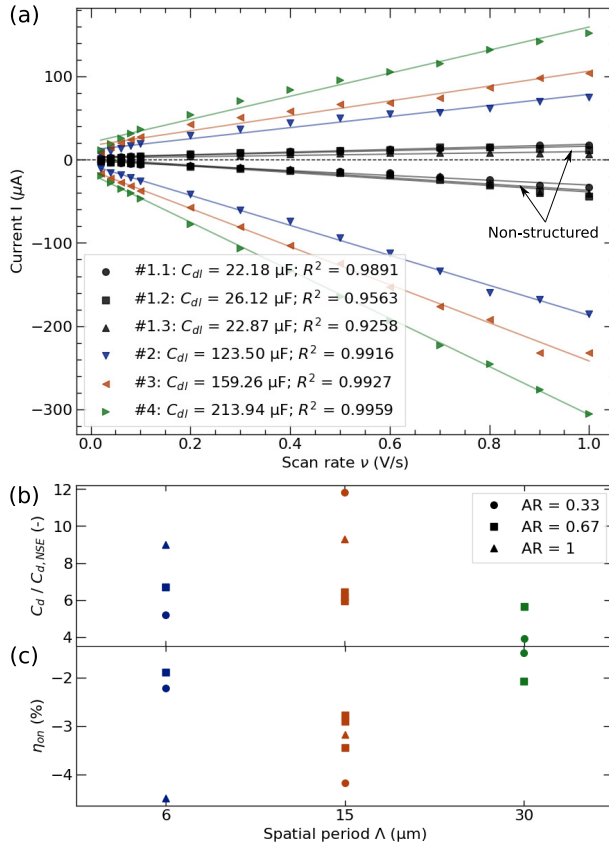 (a)
100
0
−100
−200
−300
Current I (µA)
Non-structured
#1.1: C_dl = 22.18 µF; R² = 0.9891
#1.2: C_dl = 26.12 µF; R² = 0.9563
#1.3: C_dl = 22.87 µF; R² = 0.9258
#2: C_dl = 123.50 µF; R² = 0.9916
#3: C_dl = 159.26 µF; R² = 0.9927
#4: C_dl = 213.94 µF; R² = 0.9959
0.0 0.2 0.4 0.6 0.8 1.0
Scan rate ν (V/s)
(b)
12
10
8
6
4
C_d / C_d,NSE (-)
AR = 0.33
AR = 0.67
AR = 1
(c)
−2
−3
−4
η_on (%)
6 15 30
Spatial period Λ (µm)